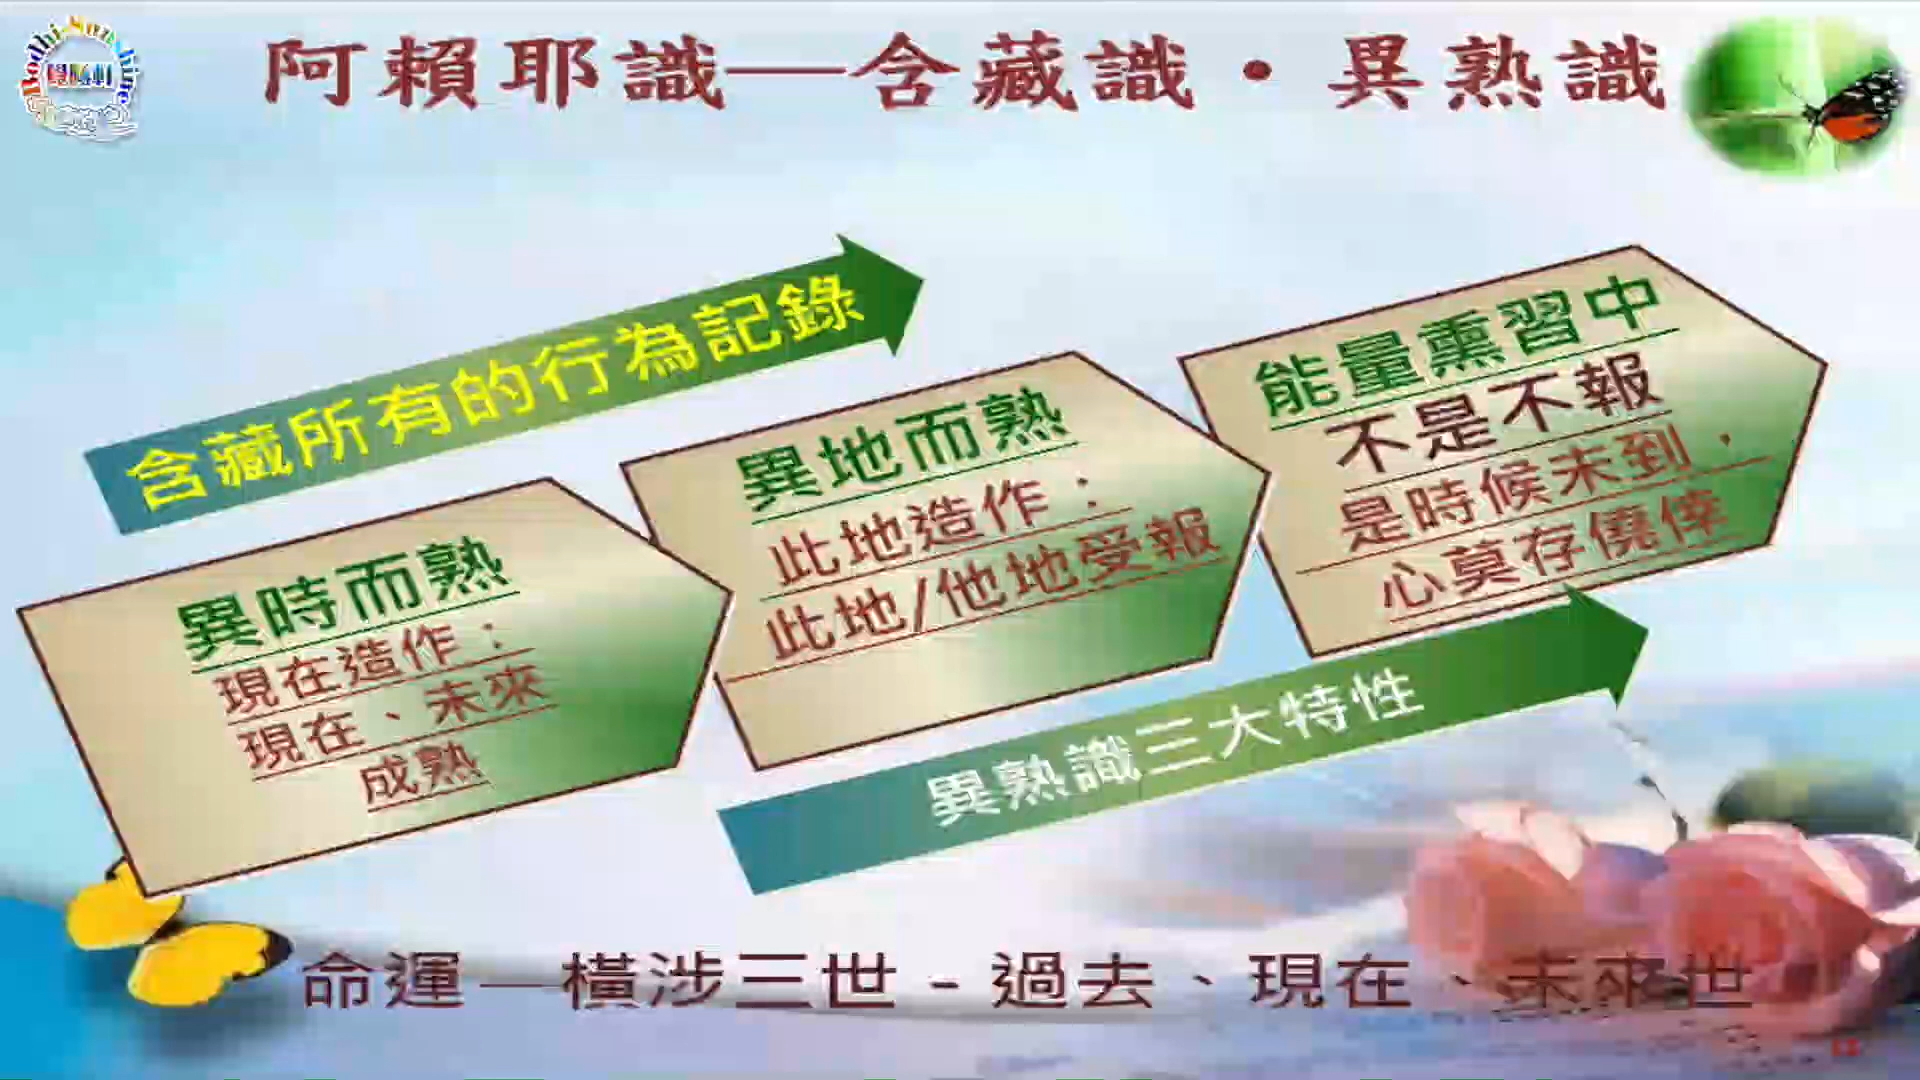 Bodhi Sunshine
阿賴耶識—含藏識·異熟識
含藏所有的行為記錄
異時而熟
現在造作：
現在、未來
成熟
異地而熟
此地造作：
此地/他地受報
能量熏習中
不是不報
是時候未到，
心莫存僥倖
異熟識三大特性
命運—橫涉三世-過去、現在、未來世